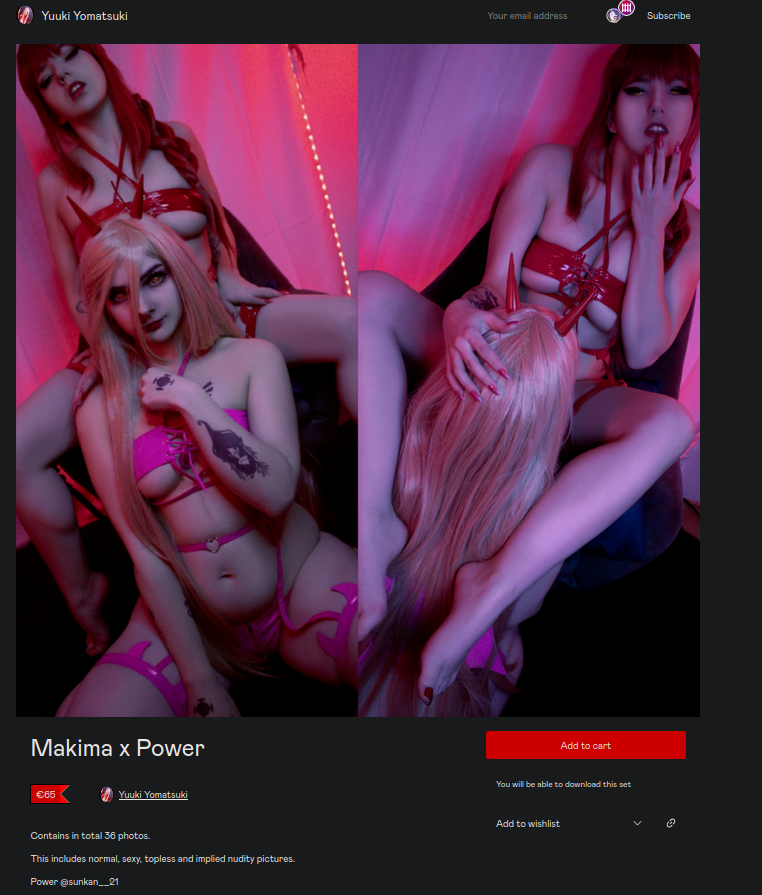 Yuuki Yomatsuki
Your email address
Subscribe
Makima x Power
Add to cart
€65
Yuuki Yomatsuki
You will be able to download this set
Add to wishlist
Contains in total 36 photos.
This includes normal, sexy, topless and implied nudity pictures.
Power @sunkan__21